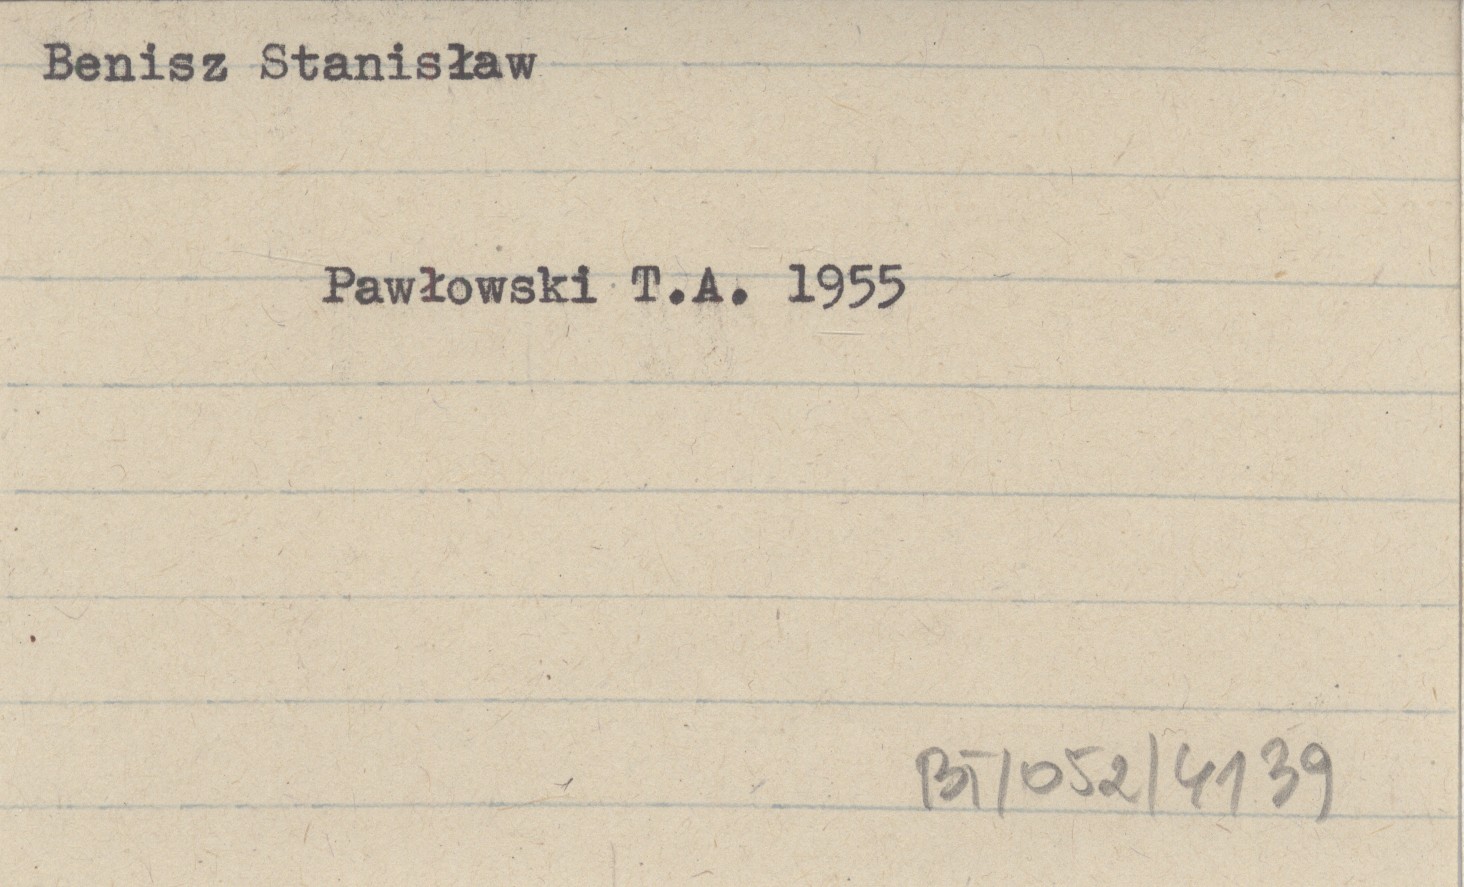 Benisz Stanisław
Pawłowski T.A. 1955
BT/052/4139